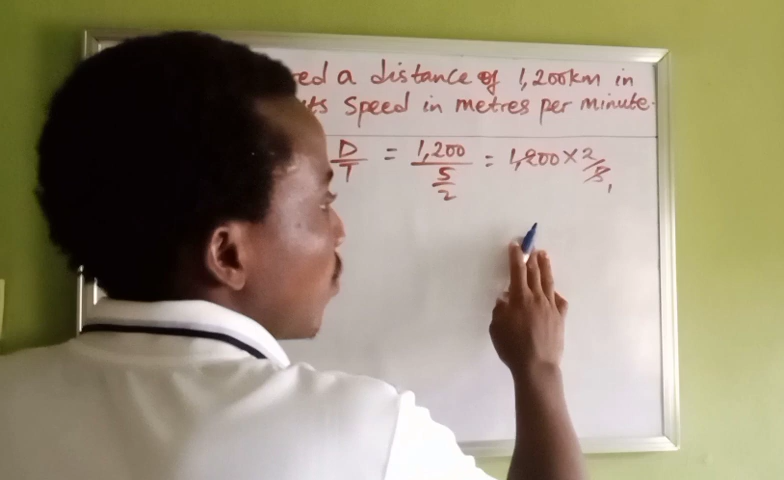 ed a distance of 1,200km in
its Speed in metres per minute.
D/T = 1,200/(5/2) = 1,200 × 2/5 1